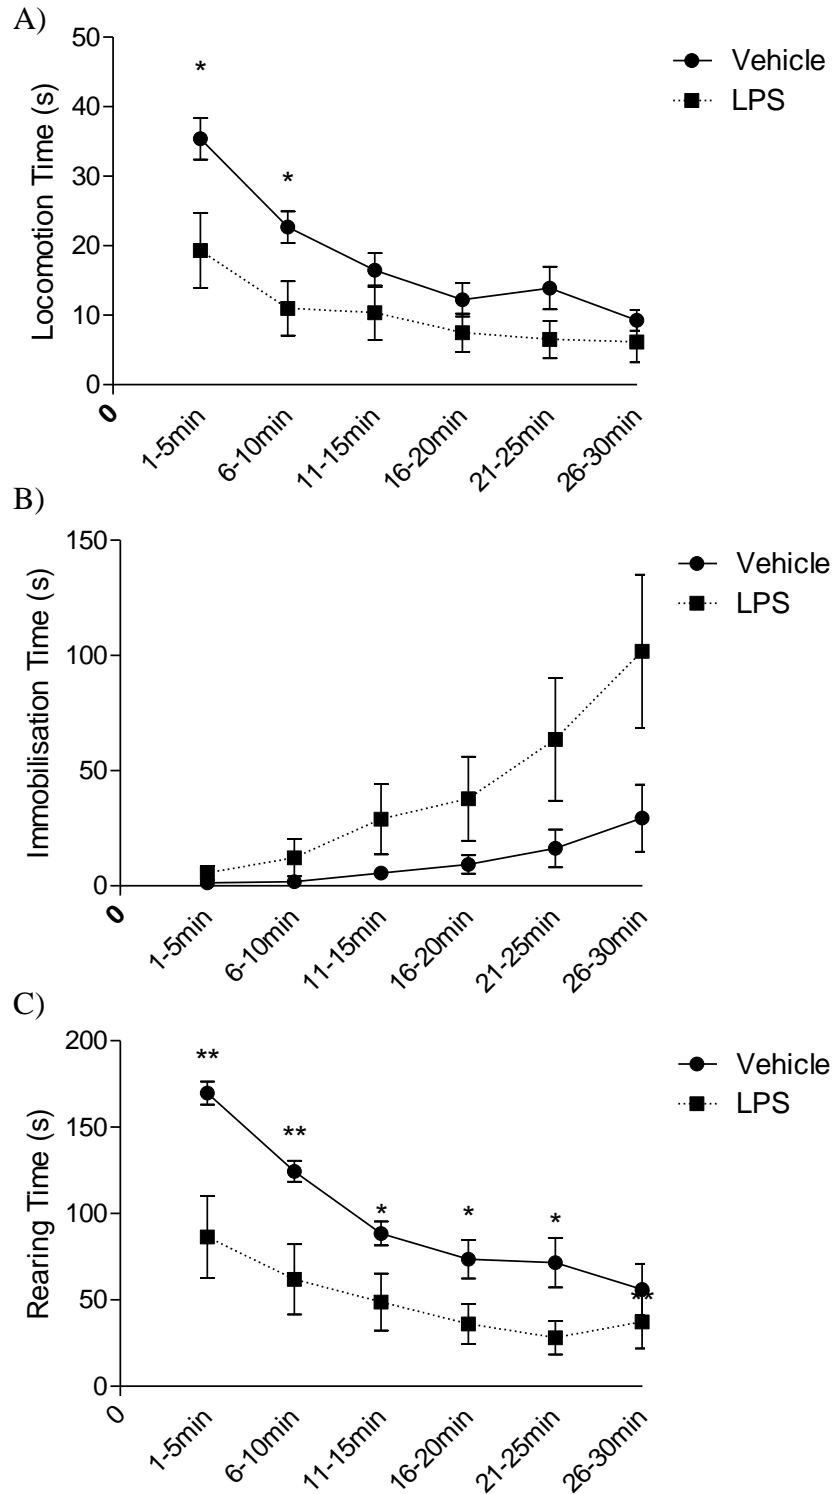 A)
Locomotion Time (s)
50
40
30
20
10
0
*
*
Vehicle
LPS
0
1-5min
6-10min
11-15min
16-20min
21-25min
26-30min
B)
Immobilisation Time (s)
150
100
50
0
Vehicle
LPS
0
1-5min
6-10min
11-15min
16-20min
21-25min
26-30min
C)
Rearing Time (s)
200
150
100
50
0
**
**
*
*
*
**
Vehicle
LPS
0
1-5min
6-10min
11-15min
16-20min
21-25min
26-30min